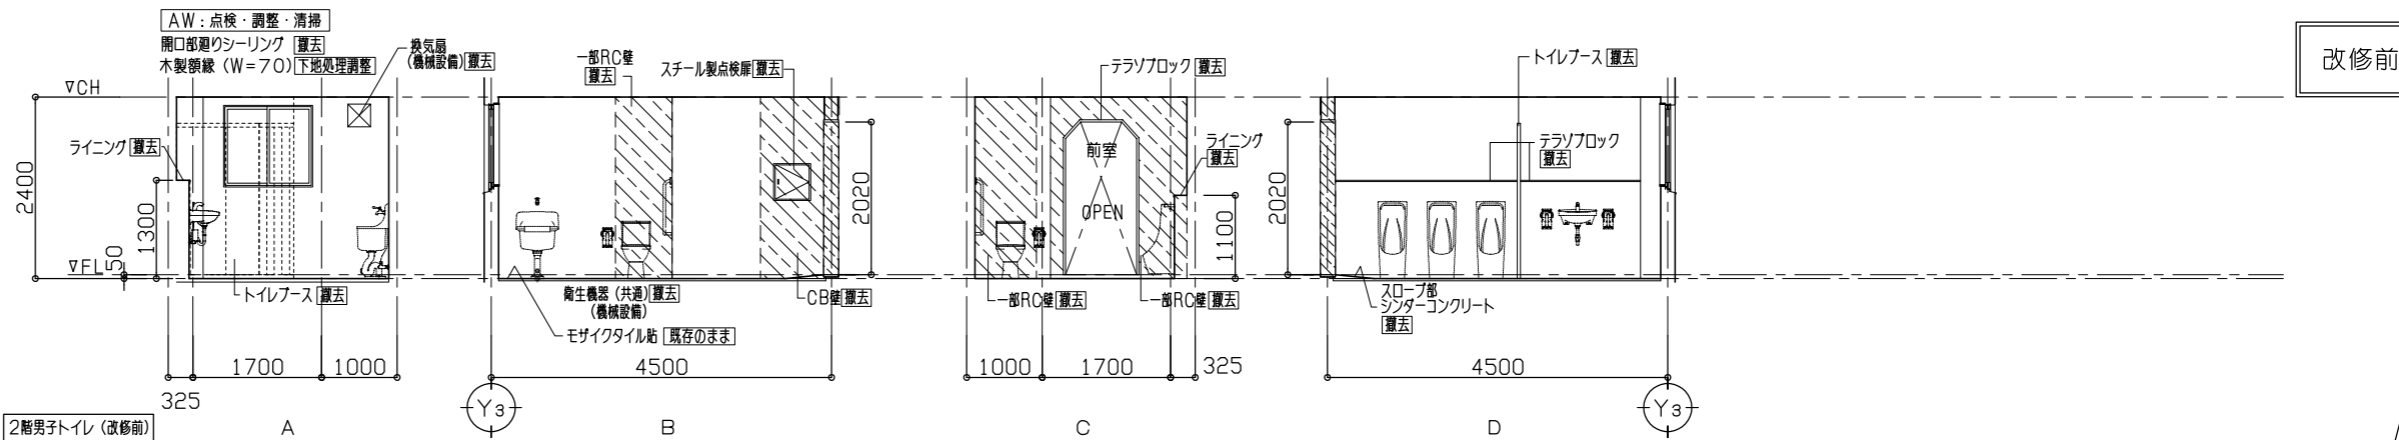 AW：点検・調整・清掃
開口部廻りシーリング 撤去
木製額縁（W=70）下地処理調整
換気扇
（機械設備）撤去
▽CH
ライニング 撤去
2400
1300
50
▽FL
トイレブース 撤去
325
1700
1000
A
一部RC壁
撤去
スチール製点検扉 撤去
2020
衛生機器（共通）撤去
（機械設備）
モザイクタイル貼 既存のまま
CB壁 撤去
4500
Y3
B
テラゾブロック 撤去
前室
OPEN
ライニング
撤去
1100
一部RC壁 撤去
一部RC壁 撤去
1000
1700
325
C
トイレブース 撤去
テラゾブロック
撤去
2020
スロープ部
シンダーコンクリート
撤去
4500
Y3
D
改修前
2階男子トイレ（改修前）